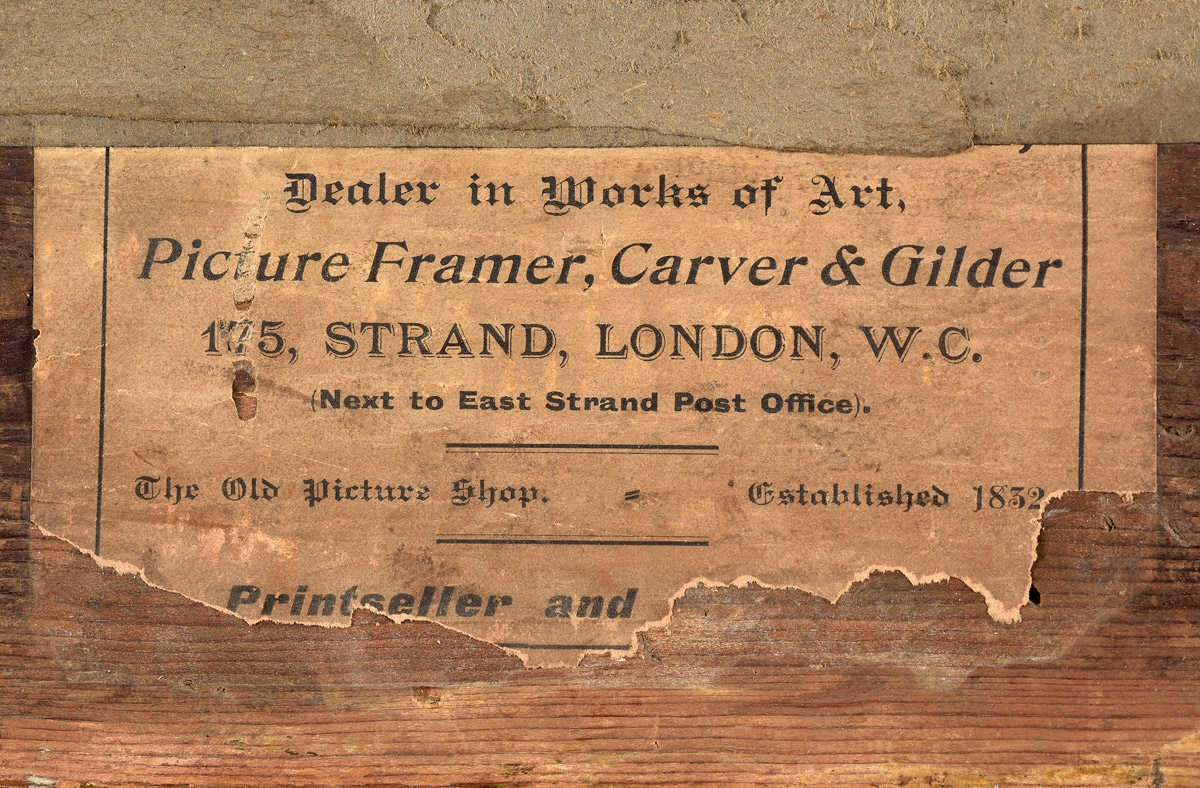 Dealer in Works of Art,
Picture Framer, Carver & Gilder
175, STRAND, LONDON, W.C.
(Next to East Strand Post Office).
The Old Picture Shop. = Established 1832
Printseller and